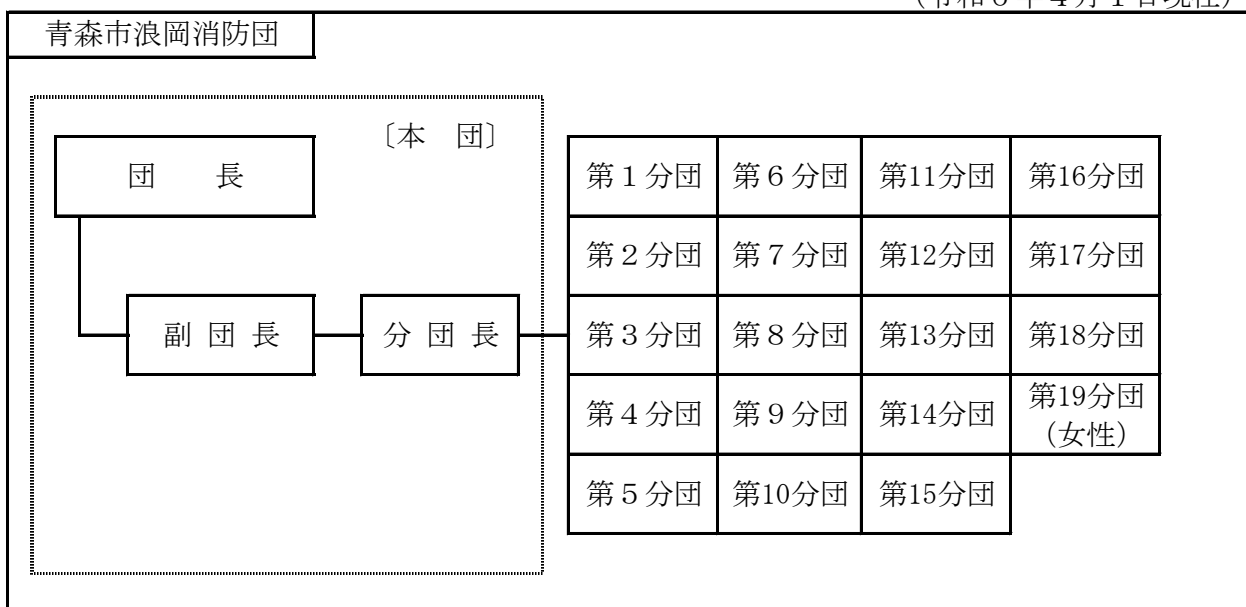 青森市浪岡消防団
〔本　団〕
団　　長
副 団 長
分 団 長
第１分団 第６分団 第11分団 第16分団
第２分団 第７分団 第12分団 第17分団
第３分団 第８分団 第13分団 第18分団
第４分団 第９分団 第14分団 第19分団
（女性）
第５分団 第10分団 第15分団